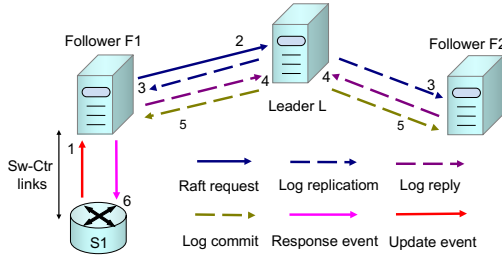 Follower F1
2
Follower F2
3
3
4
4
Leader L
5
5
Sw-Ctr
links
1
6
S1
Raft request
Log replicatiom
Log reply
Log commit
Response event
Update event